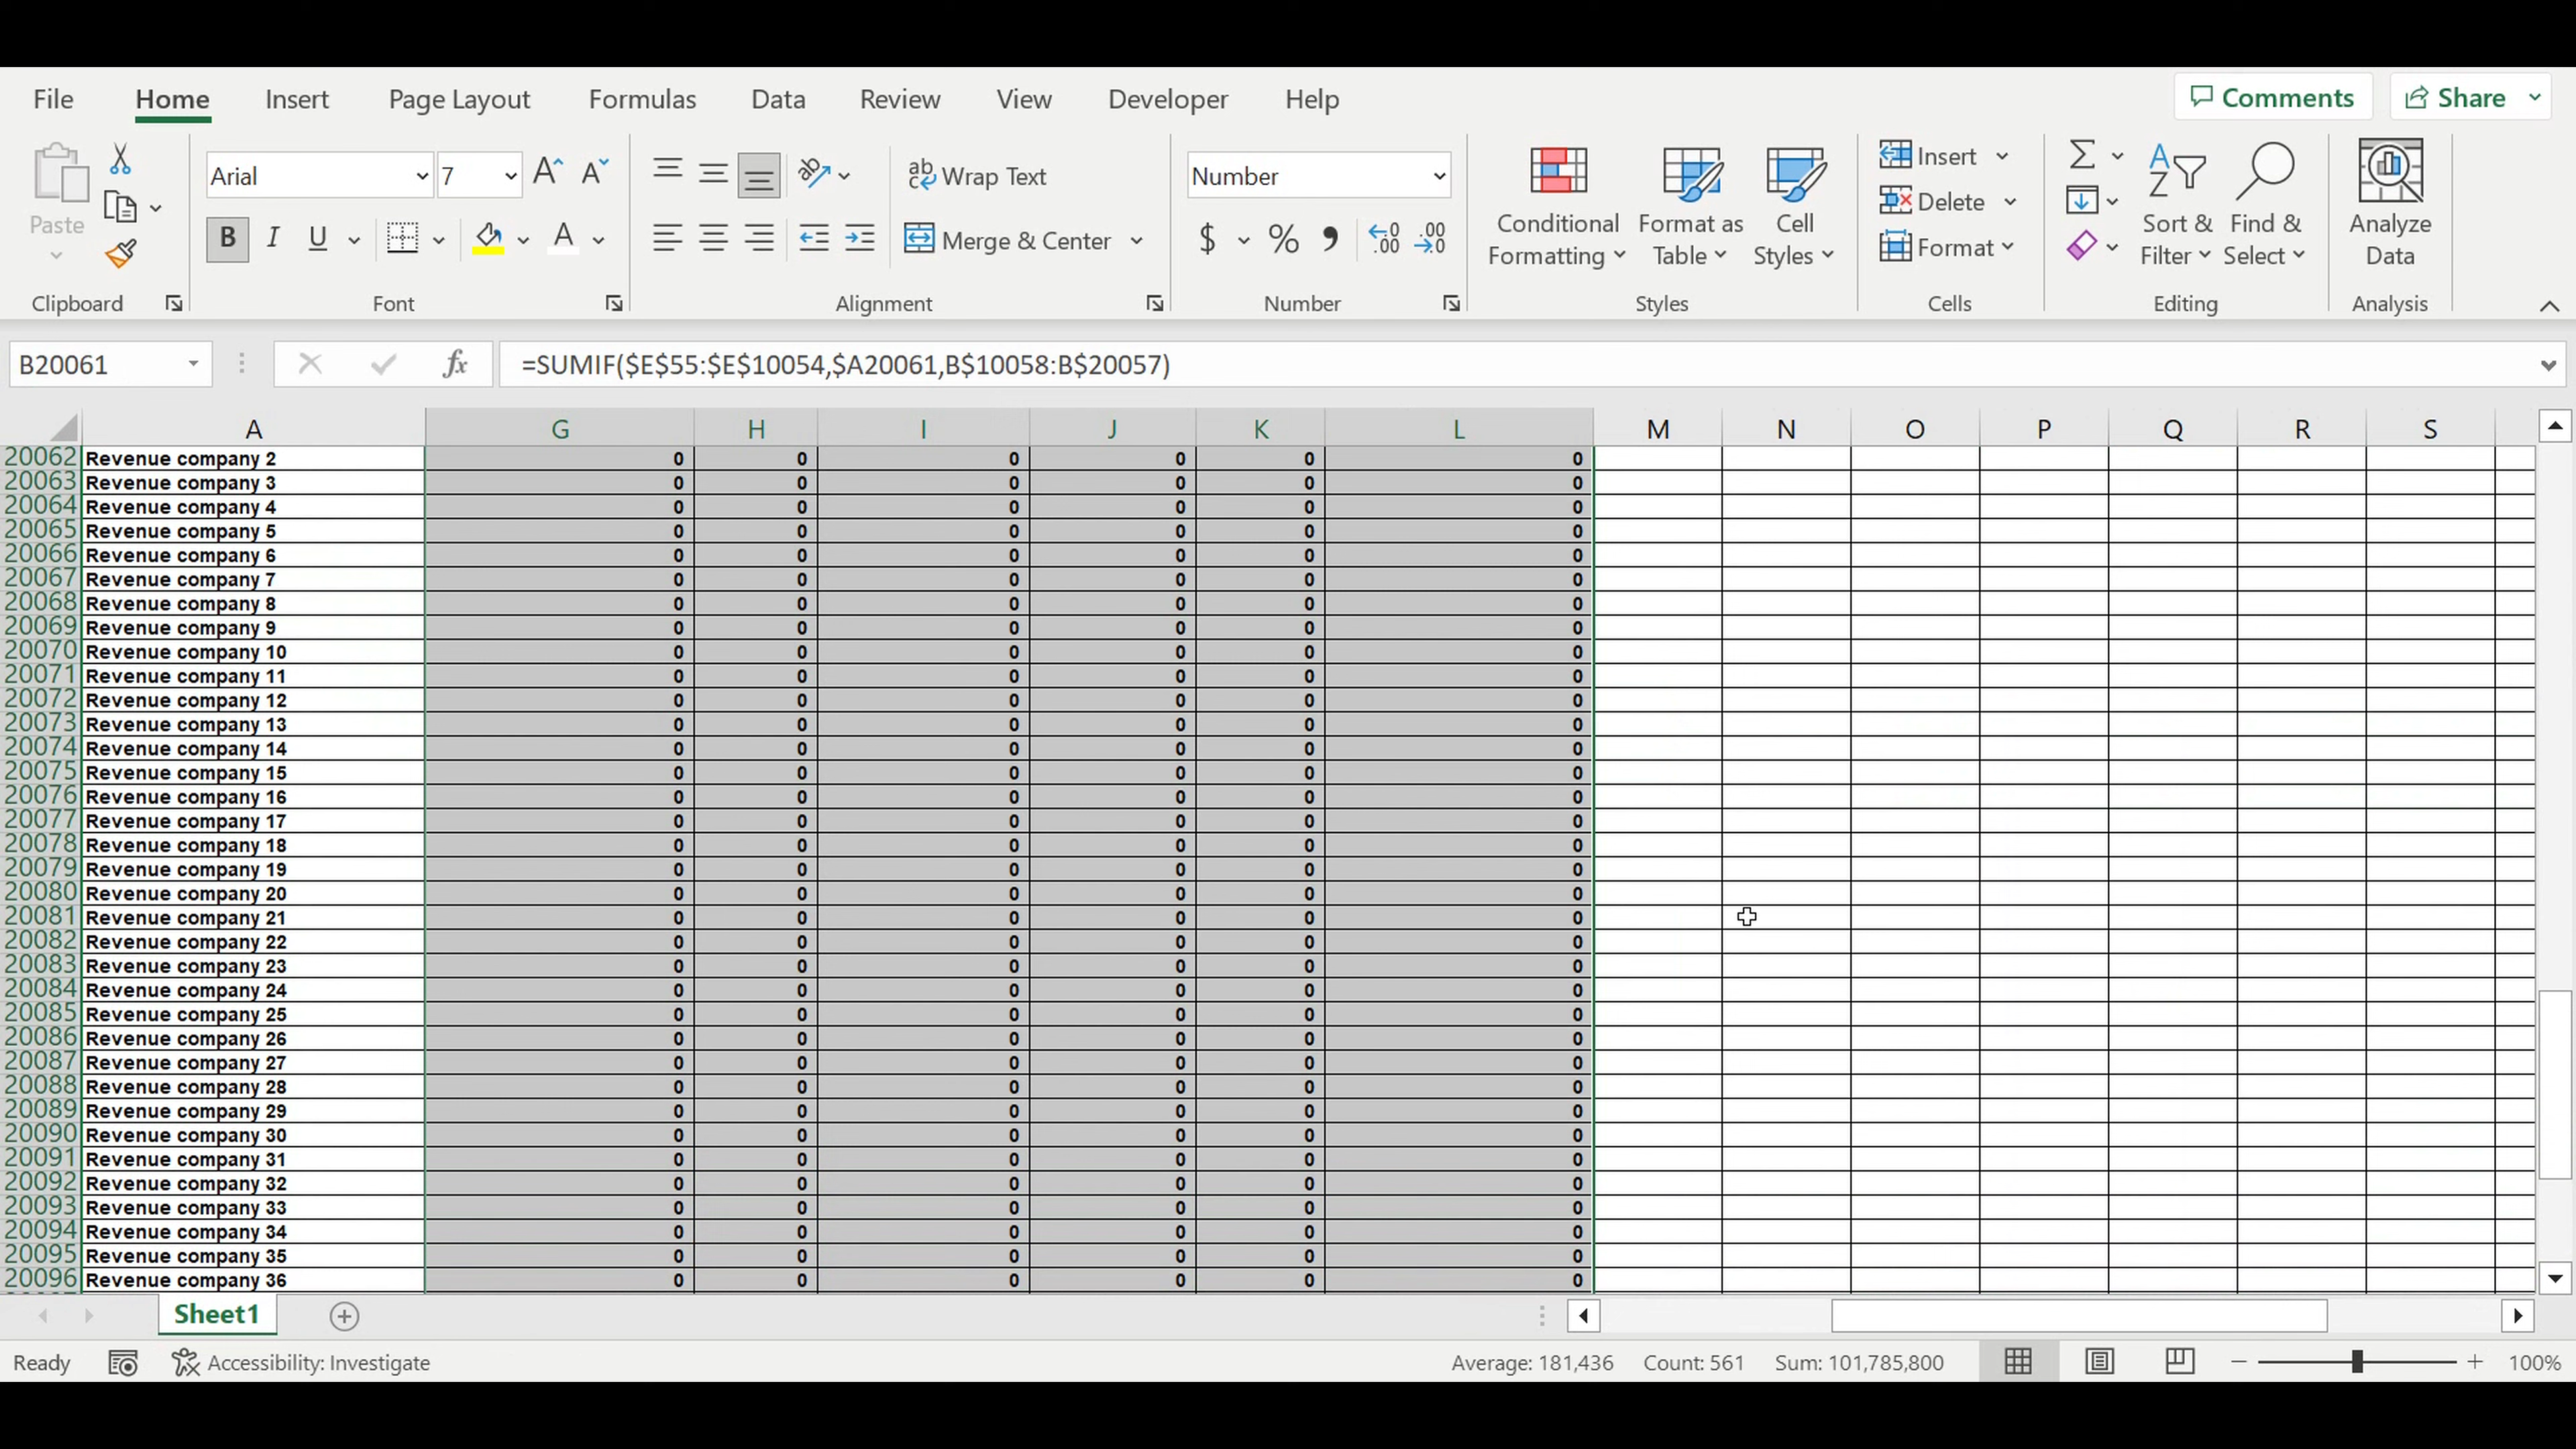 File Home Insert Page Layout Formulas Data Review View Developer Help Comments Share
Paste
Clipboard
Arial 7
B I U A
Font
ab Wrap Text
Merge & Center
Alignment
Number
$ % , .00 .00
Number
Conditional Formatting
Format as Table
Cell Styles
Styles
Insert
Delete
Format
Cells
Sort & Filter
Find & Select
Editing
Analyze Data
Analysis
B20061 fx =SUMIF($E$55:$E$10054,$A20061,B$10058:B$20057)
A G H I J K L M N O P Q R S
20062 Revenue company 2 0 0 0 0 0 0
20063 Revenue company 3 0 0 0 0 0 0
20064 Revenue company 4 0 0 0 0 0 0
20065 Revenue company 5 0 0 0 0 0 0
20066 Revenue company 6 0 0 0 0 0 0
20067 Revenue company 7 0 0 0 0 0 0
20068 Revenue company 8 0 0 0 0 0 0
20069 Revenue company 9 0 0 0 0 0 0
20070 Revenue company 10 0 0 0 0 0 0
20071 Revenue company 11 0 0 0 0 0 0
20072 Revenue company 12 0 0 0 0 0 0
20073 Revenue company 13 0 0 0 0 0 0
20074 Revenue company 14 0 0 0 0 0 0
20075 Revenue company 15 0 0 0 0 0 0
20076 Revenue company 16 0 0 0 0 0 0
20077 Revenue company 17 0 0 0 0 0 0
20078 Revenue company 18 0 0 0 0 0 0
20079 Revenue company 19 0 0 0 0 0 0
20080 Revenue company 20 0 0 0 0 0 0
20081 Revenue company 21 0 0 0 0 0 0
20082 Revenue company 22 0 0 0 0 0 0
20083 Revenue company 23 0 0 0 0 0 0
20084 Revenue company 24 0 0 0 0 0 0
20085 Revenue company 25 0 0 0 0 0 0
20086 Revenue company 26 0 0 0 0 0 0
20087 Revenue company 27 0 0 0 0 0 0
20088 Revenue company 28 0 0 0 0 0 0
20089 Revenue company 29 0 0 0 0 0 0
20090 Revenue company 30 0 0 0 0 0 0
20091 Revenue company 31 0 0 0 0 0 0
20092 Revenue company 32 0 0 0 0 0 0
20093 Revenue company 33 0 0 0 0 0 0
20094 Revenue company 34 0 0 0 0 0 0
20095 Revenue company 35 0 0 0 0 0 0
20096 Revenue company 36 0 0 0 0 0 0
Sheet1
Ready Accessibility: Investigate Average: 181,436 Count: 561 Sum: 101,785,800 100%